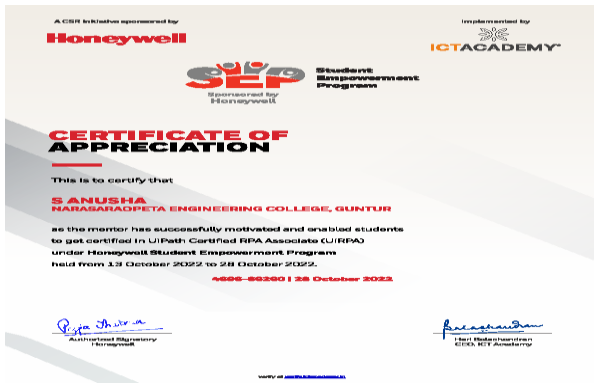 A CSR Initiative sponsored by
Honeywell
Implemented by
ICTACADEMY
SEP
Sponsored by
Honeywell
Student
Empowerment
Program
CERTIFICATE OF
APPRECIATION
This is to certify that
S ANUSHA
NARASARAOPETA ENGINEERING COLLEGE, GUNTUR
as the mentor has successfully motivated and enabled students
to get certified in UiPath Certified RPA Associate (UiRPA)
under Honeywell Student Empowerment Program
held from 13 October 2022 to 28 October 2022.
| 28 October 2022
Authorized Signatory
Honeywell
Hari Balachandran
CEO, ICT Academy
verify at